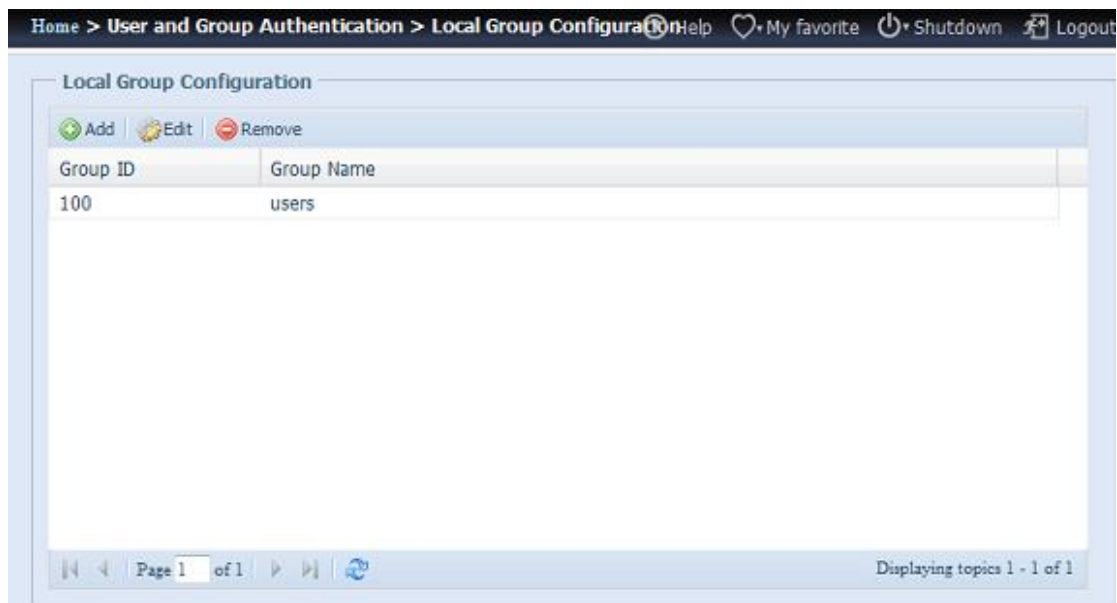 Home > User and Group Authentication > Local Group Configuration Help My favorite Shutdown Logout
Local Group Configuration
Add Edit Remove
Group ID Group Name
100 users
Page 1 of 1 Displaying topics 1 - 1 of 1